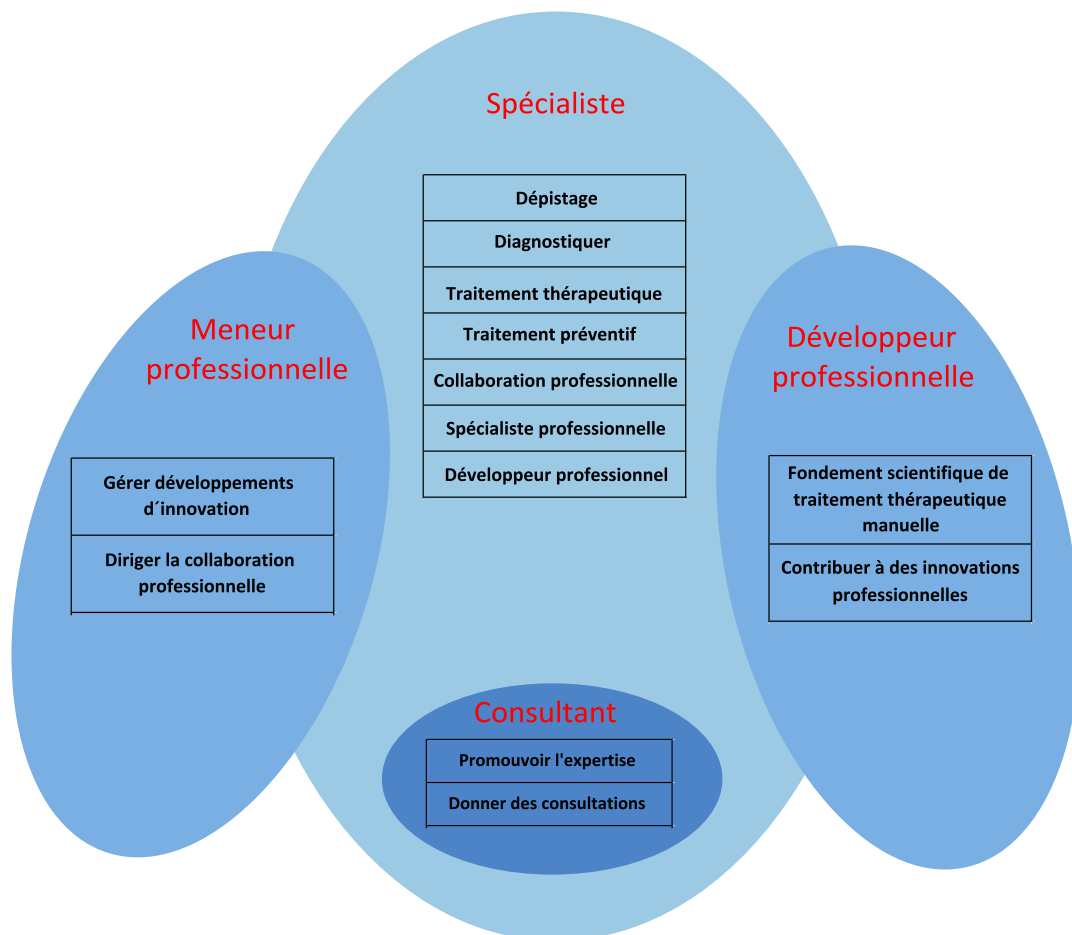 Spécialiste
Dépistage
Diagnostiquer
Traitement thérapeutique
Traitement préventif
Collaboration professionnelle
Spécialiste professionnelle
Développeur professionnel
Meneur
professionnelle
Gérer développements
d´innovation
Diriger la collaboration
professionnelle
Développeur
professionnelle
Fondement scientifique de
traitement thérapeutique
manuelle
Contribuer à des innovations
professionnelles
Consultant
Promouvoir l'expertise
Donner des consultations